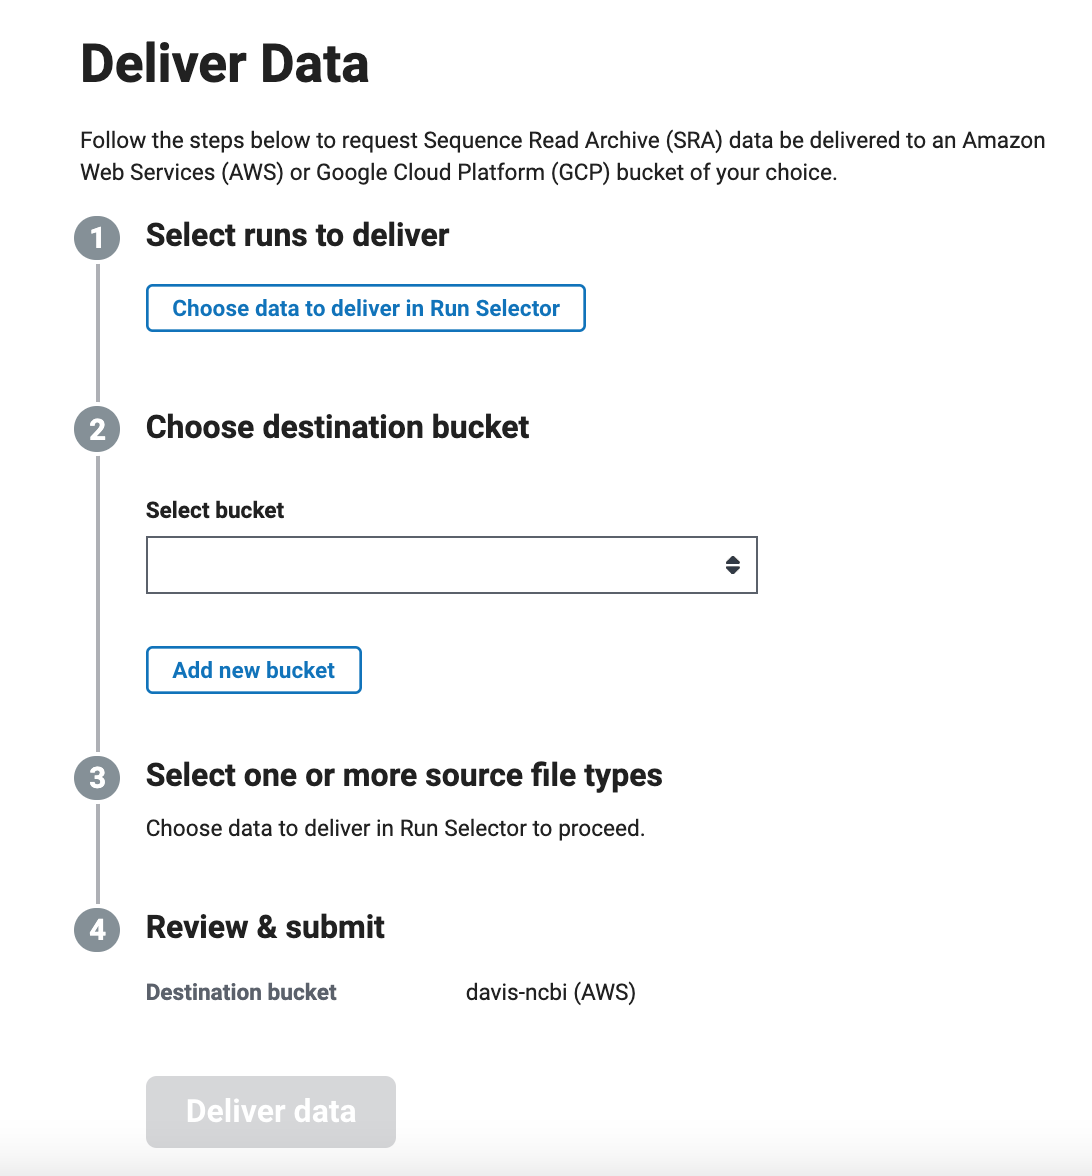 Deliver Data
Follow the steps below to request Sequence Read Archive (SRA) data be delivered to an Amazon
Web Services (AWS) or Google Cloud Platform (GCP) bucket of your choice.
1 Select runs to deliver
Choose data to deliver in Run Selector
2 Choose destination bucket
Select bucket
Add new bucket
3 Select one or more source file types
Choose data to deliver in Run Selector to proceed.
4 Review & submit
Destination bucket davis-ncbi (AWS)
Deliver data